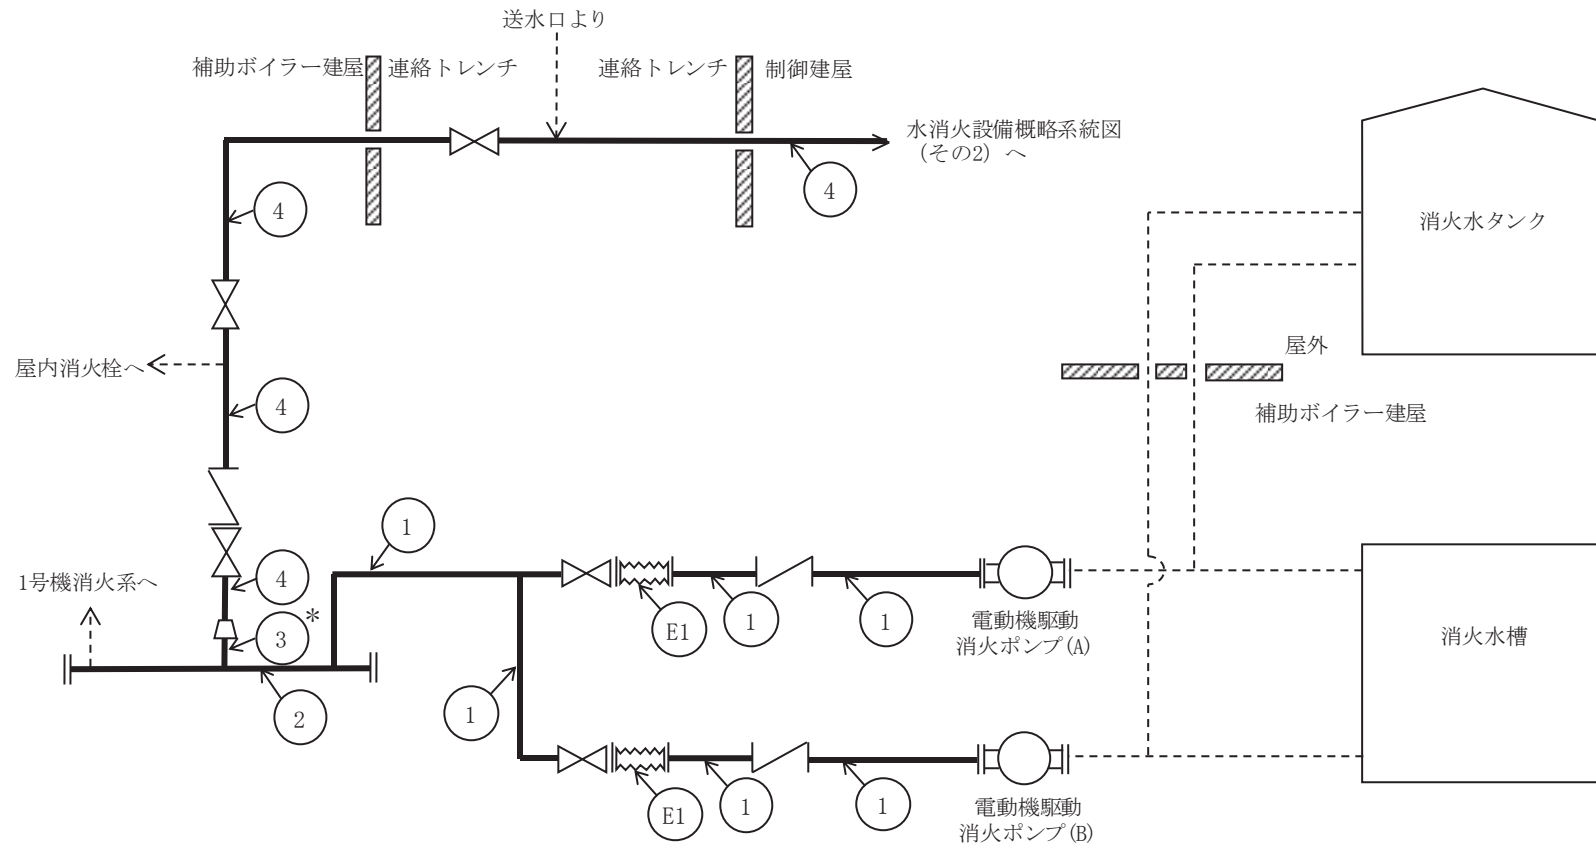 送水口より
補助ボイラー建屋
連絡トレンチ
連絡トレンチ
制御建屋
水消火設備概略系統図
（その2）へ
4
4
消火水タンク
屋内消火栓へ
4
屋外
補助ボイラー建屋
1
1号機消火系へ
4
3
*
E1
1
1
電動機駆動
消火ポンプ(A)
消火水槽
2
1
E1
1
1
電動機駆動
消火ポンプ(B)